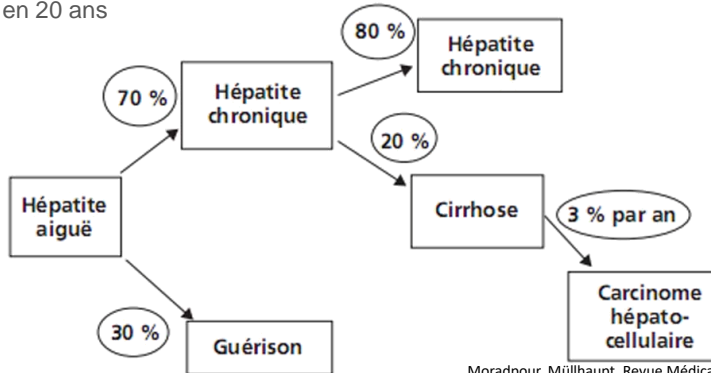 en 20 ans
80 %
Hépatite
chronique
70 %
Hépatite
chronique
20 %
Hépatite
aiguë
Cirrhose
3 % par an
Carcinome
hépato-
cellulaire
30 %
Guérison
Moradpour, Müllhaupt, Revue